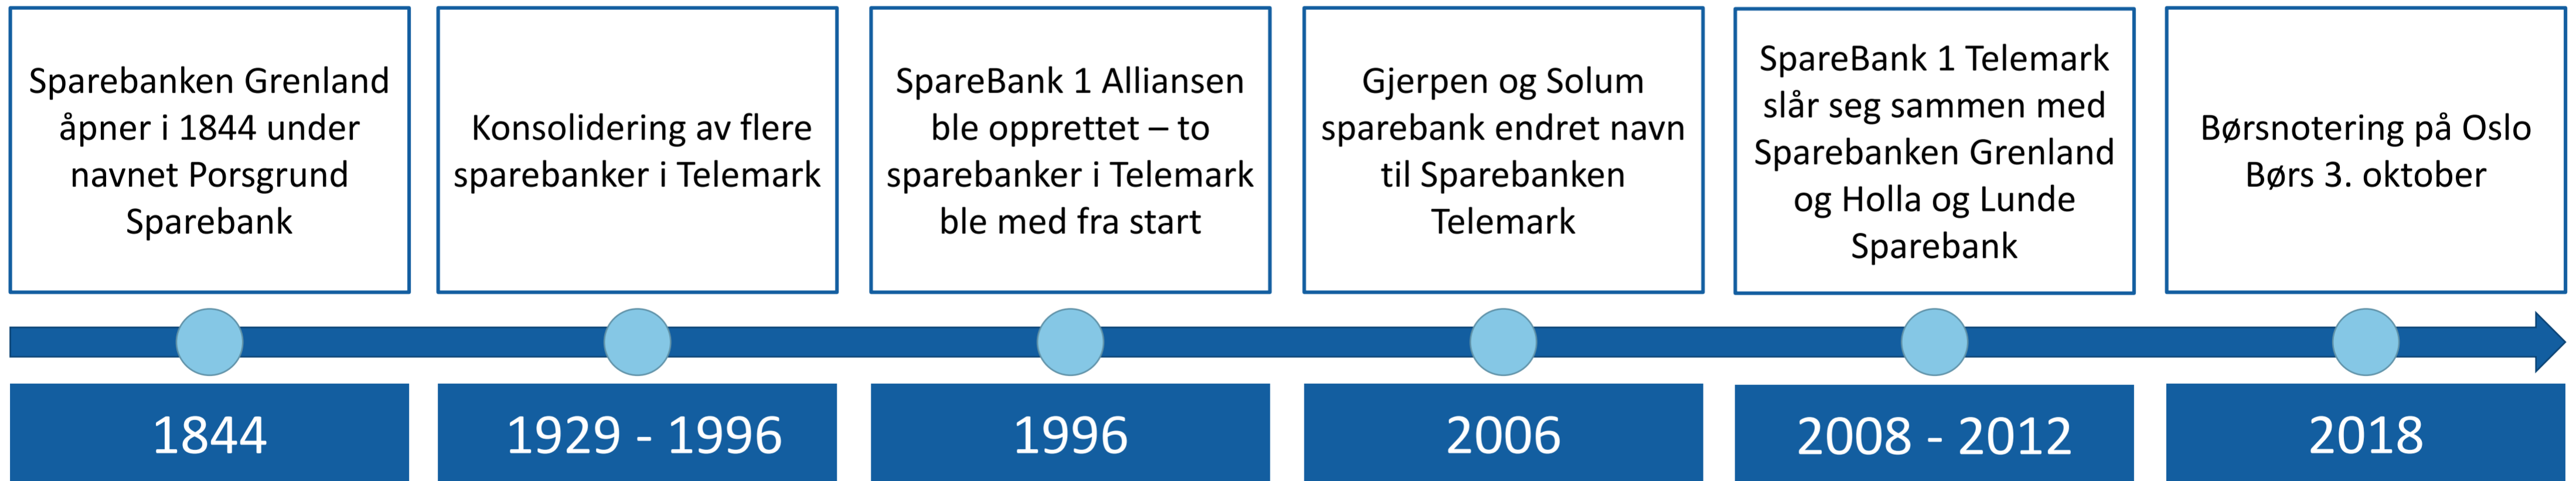 Sparebanken Grenland
åpner i 1844 under
navnet Porsgrund
Sparebank
Konsolidering av flere
sparebanker i Telemark
SpareBank 1 Alliansen
ble opprettet – to
sparebanker i Telemark
ble med fra start
Gjerpen og Solum
sparebank endret navn
til Sparebanken
Telemark
SpareBank 1 Telemark
slår seg sammen med
Sparebanken Grenland
og Holla og Lunde
Sparebank
Børsnotering på Oslo
Børs 3. oktober
1844
1929 - 1996
1996
2006
2008 - 2012
2018